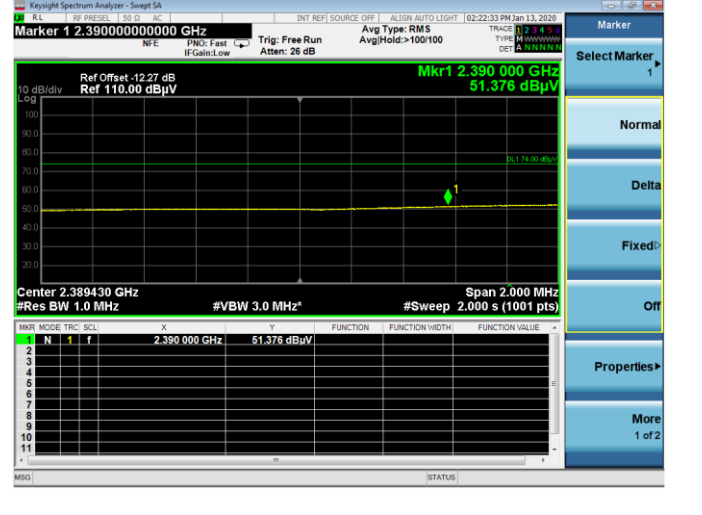 Keysight Spectrum Analyzer - Swept SA
RL RF PRESEL 50 Ω AC INT REF SOURCE OFF ALIGN AUTO LIGHT 02:22:33 PM Jan 13, 2020
Marker 1 2.390000000000 GHz
NFE
PNO: Fast
IFGain:Low
Trig: Free Run
Atten: 26 dB
Avg Type: RMS
Avg|Hold:>100/100
TRACE 1 2 3 4 5 6
TYPE M WWWWW
DET A N N N N N
Ref Offset -12.27 dB
10 dB/div Ref 110.00 dBµV
Log
Mkr1 2.390 000 GHz
51.376 dBµV
100
90.0
80.0
DL1 74.00 dBµV
70.0
60.0
1
50.0
40.0
30.0
20.0
Center 2.389430 GHz Span 2.000 MHz
#Res BW 1.0 MHz #VBW 3.0 MHz* #Sweep 2.000 s (1001 pts)
MKR MODE TRC SCL X Y FUNCTION FUNCTION WIDTH FUNCTION VALUE
1 N 1 f 2.390 000 GHz 51.376 dBµV
2
3
4
5
6
7
8
9
10
11
MSG STATUS
Marker
Select Marker
1
Normal
Delta
Fixed
Off
Properties
More
1 of 2